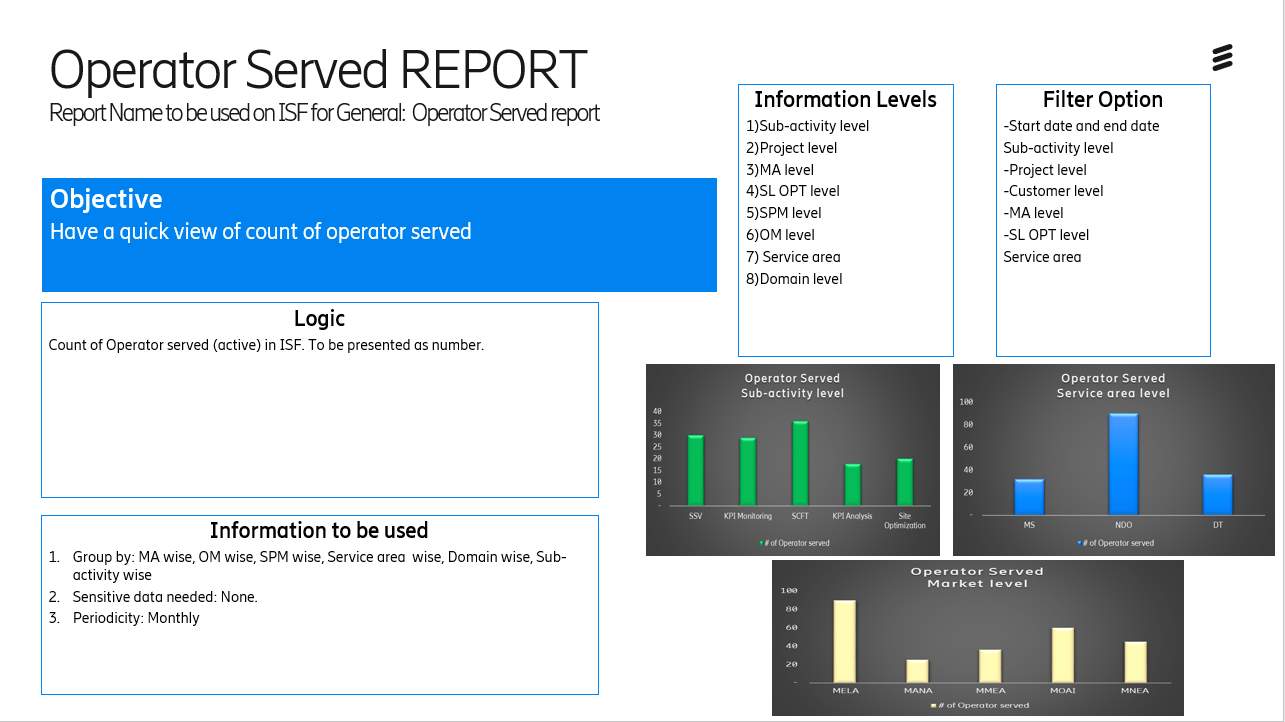 Operator Served REPORT
Report Name to be used on ISF for General: Operator Served report
Objective
Have a quick view of count of operator served
Logic
Count of Operator served (active) in ISF. To be presented as number.
Information to be used
1. Group by: MA wise, OM wise, SPM wise, Service area wise, Domain wise, Sub-
activity wise
2. Sensitive data needed: None.
3. Periodicity: Monthly
Information Levels
1)Sub-activity level
2)Project level
3)MA level
4)SL OPT level
5)SPM level
6)OM level
7) Service area
8)Domain level
Filter Option
-Start date and end date
Sub-activity level
-Project level
-Customer level
-MA level
-SL OPT level
Service area
Operator Served
Sub-activity level
40
35
30
25
20
15
10
5
-
SSV KPI Monitoring SCFT KPI Analysis Site
Optimization
# of Operator served
Operator Served
Service area level
100
80
60
40
20
-
MS NDO DT
# of Operator served
Operator Served
Market level
100
80
60
40
20
-
MELA MANA MMEA MOAI MNEA
# of Operator served